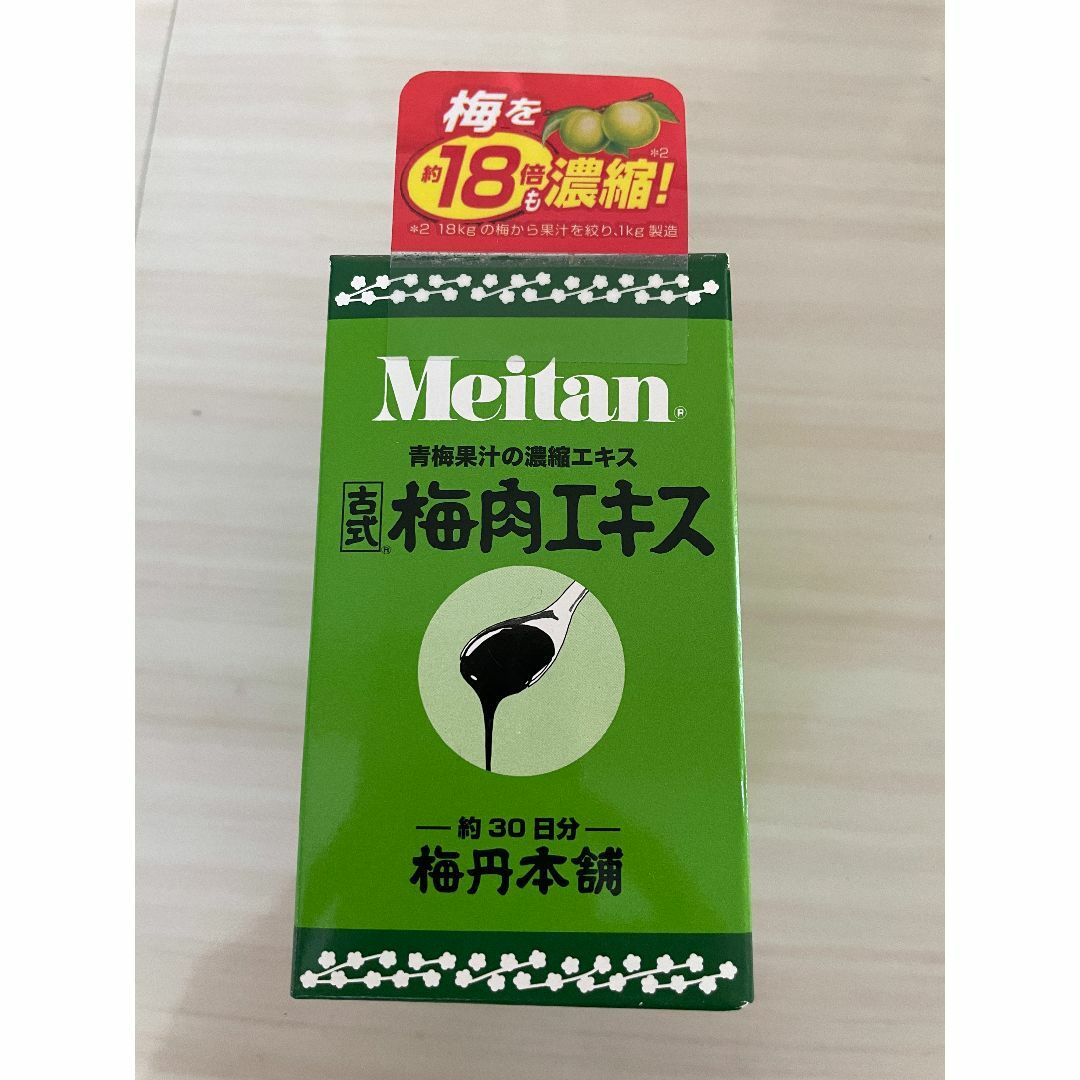 梅を
約18倍も濃縮!*2
*2 18kgの梅から果汁を絞り、1kg製造
Meitan®
青梅果汁の濃縮エキス
古式®梅肉エキス
約30日分
梅丹本舗